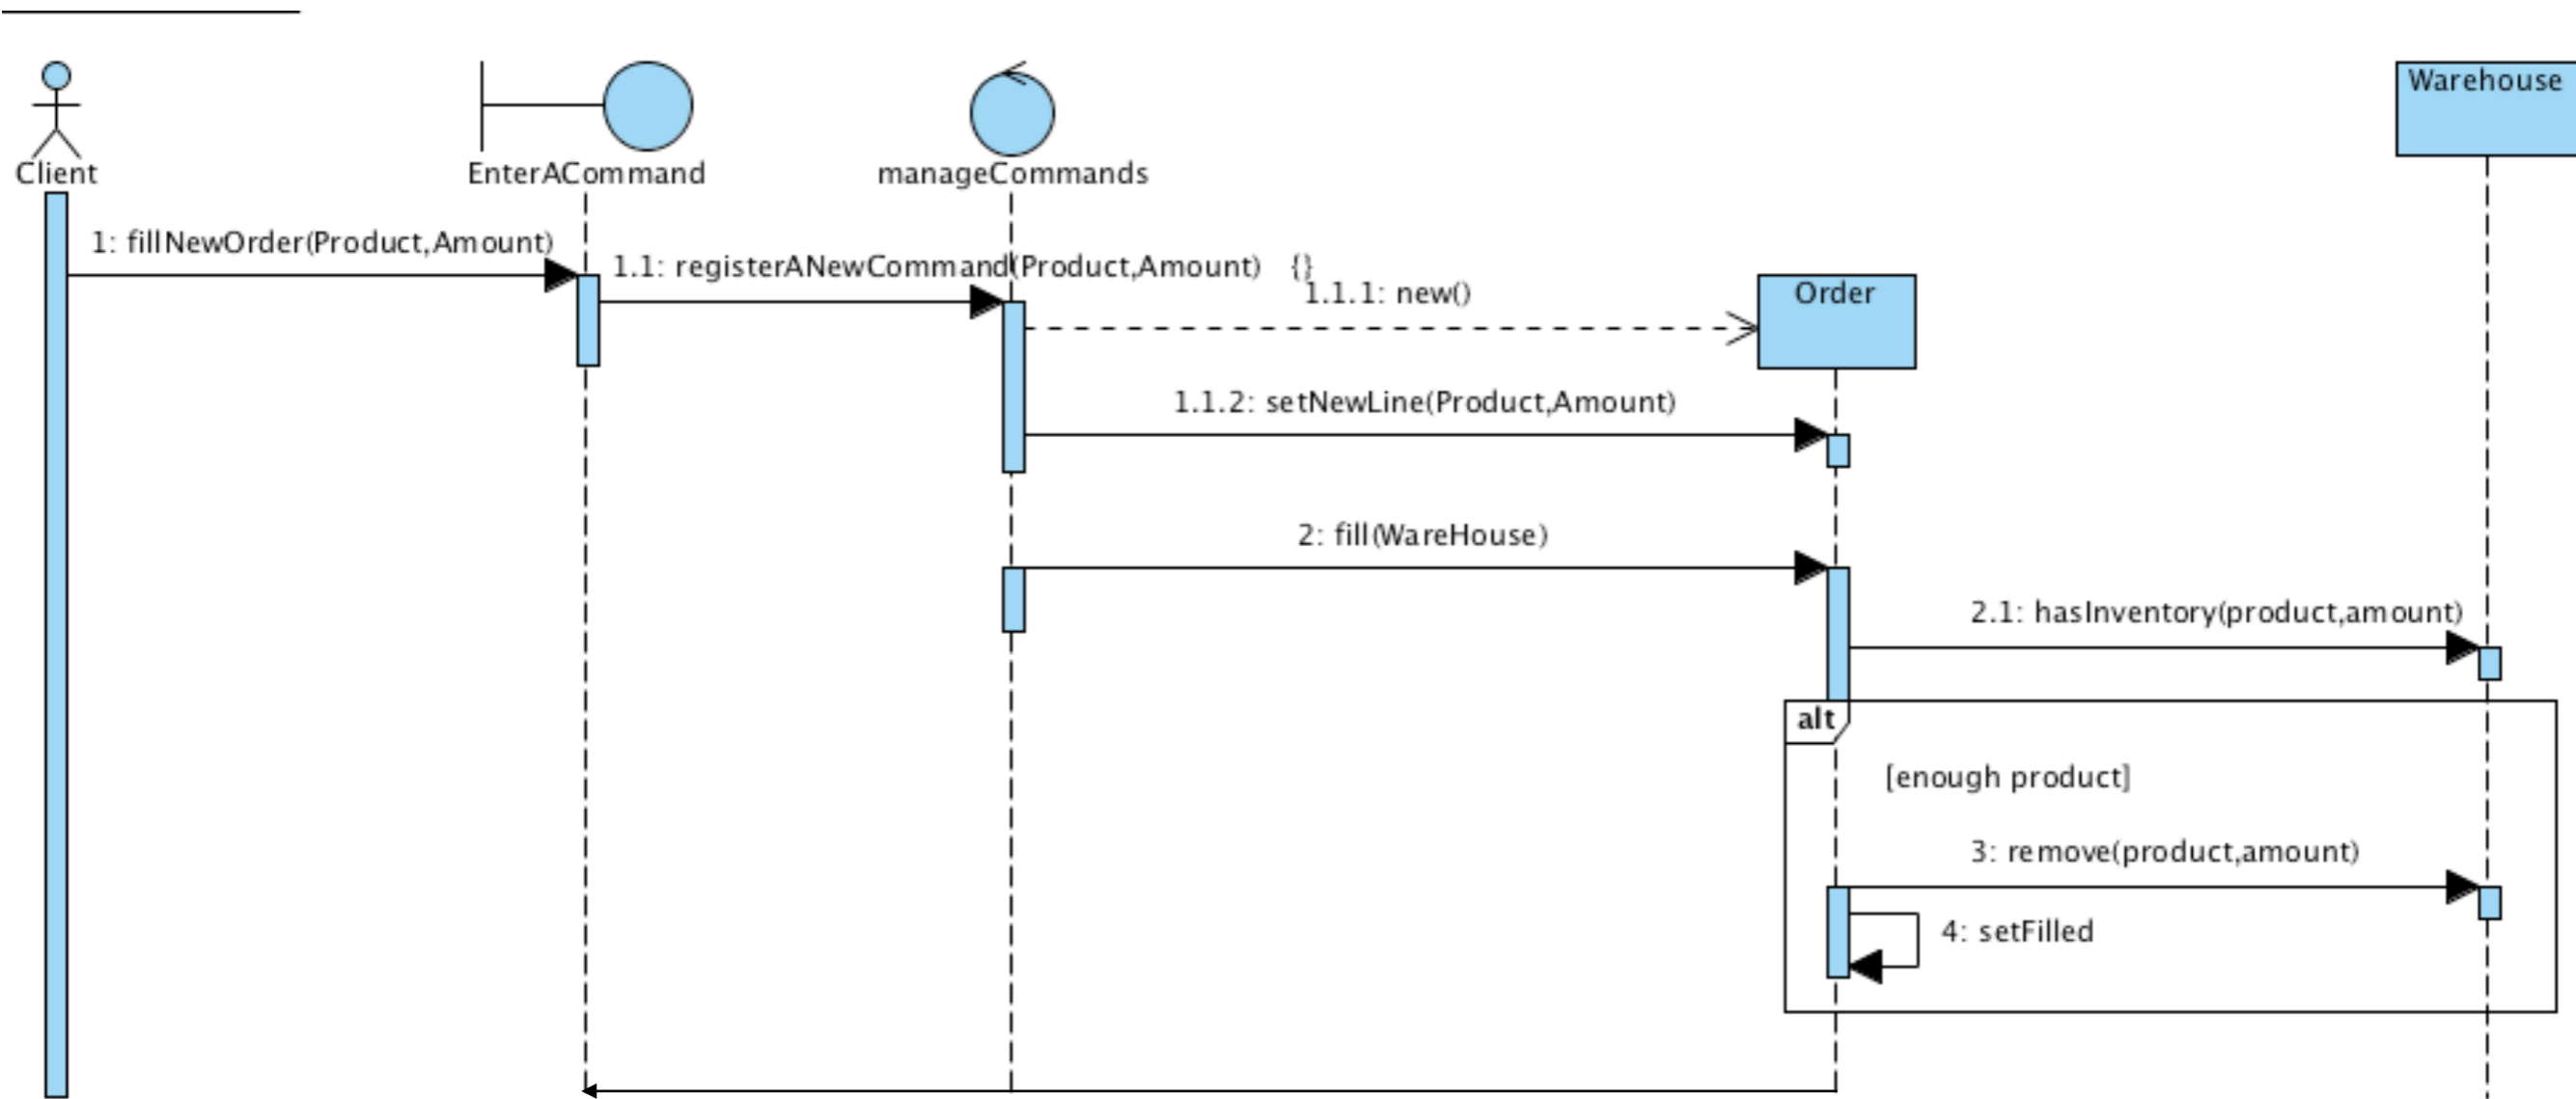 Warehouse
Client
EnterACommand
manageCommands
1: fillNewOrder(Product,Amount)
1.1: registerANewCommand(Product,Amount) {}
1.1.1: new()
Order
1.1.2: setNewLine(Product,Amount)
2: fill(WareHouse)
2.1: hasInventory(product,amount)
alt
[enough product]
3: remove(product,amount)
4: setFilled